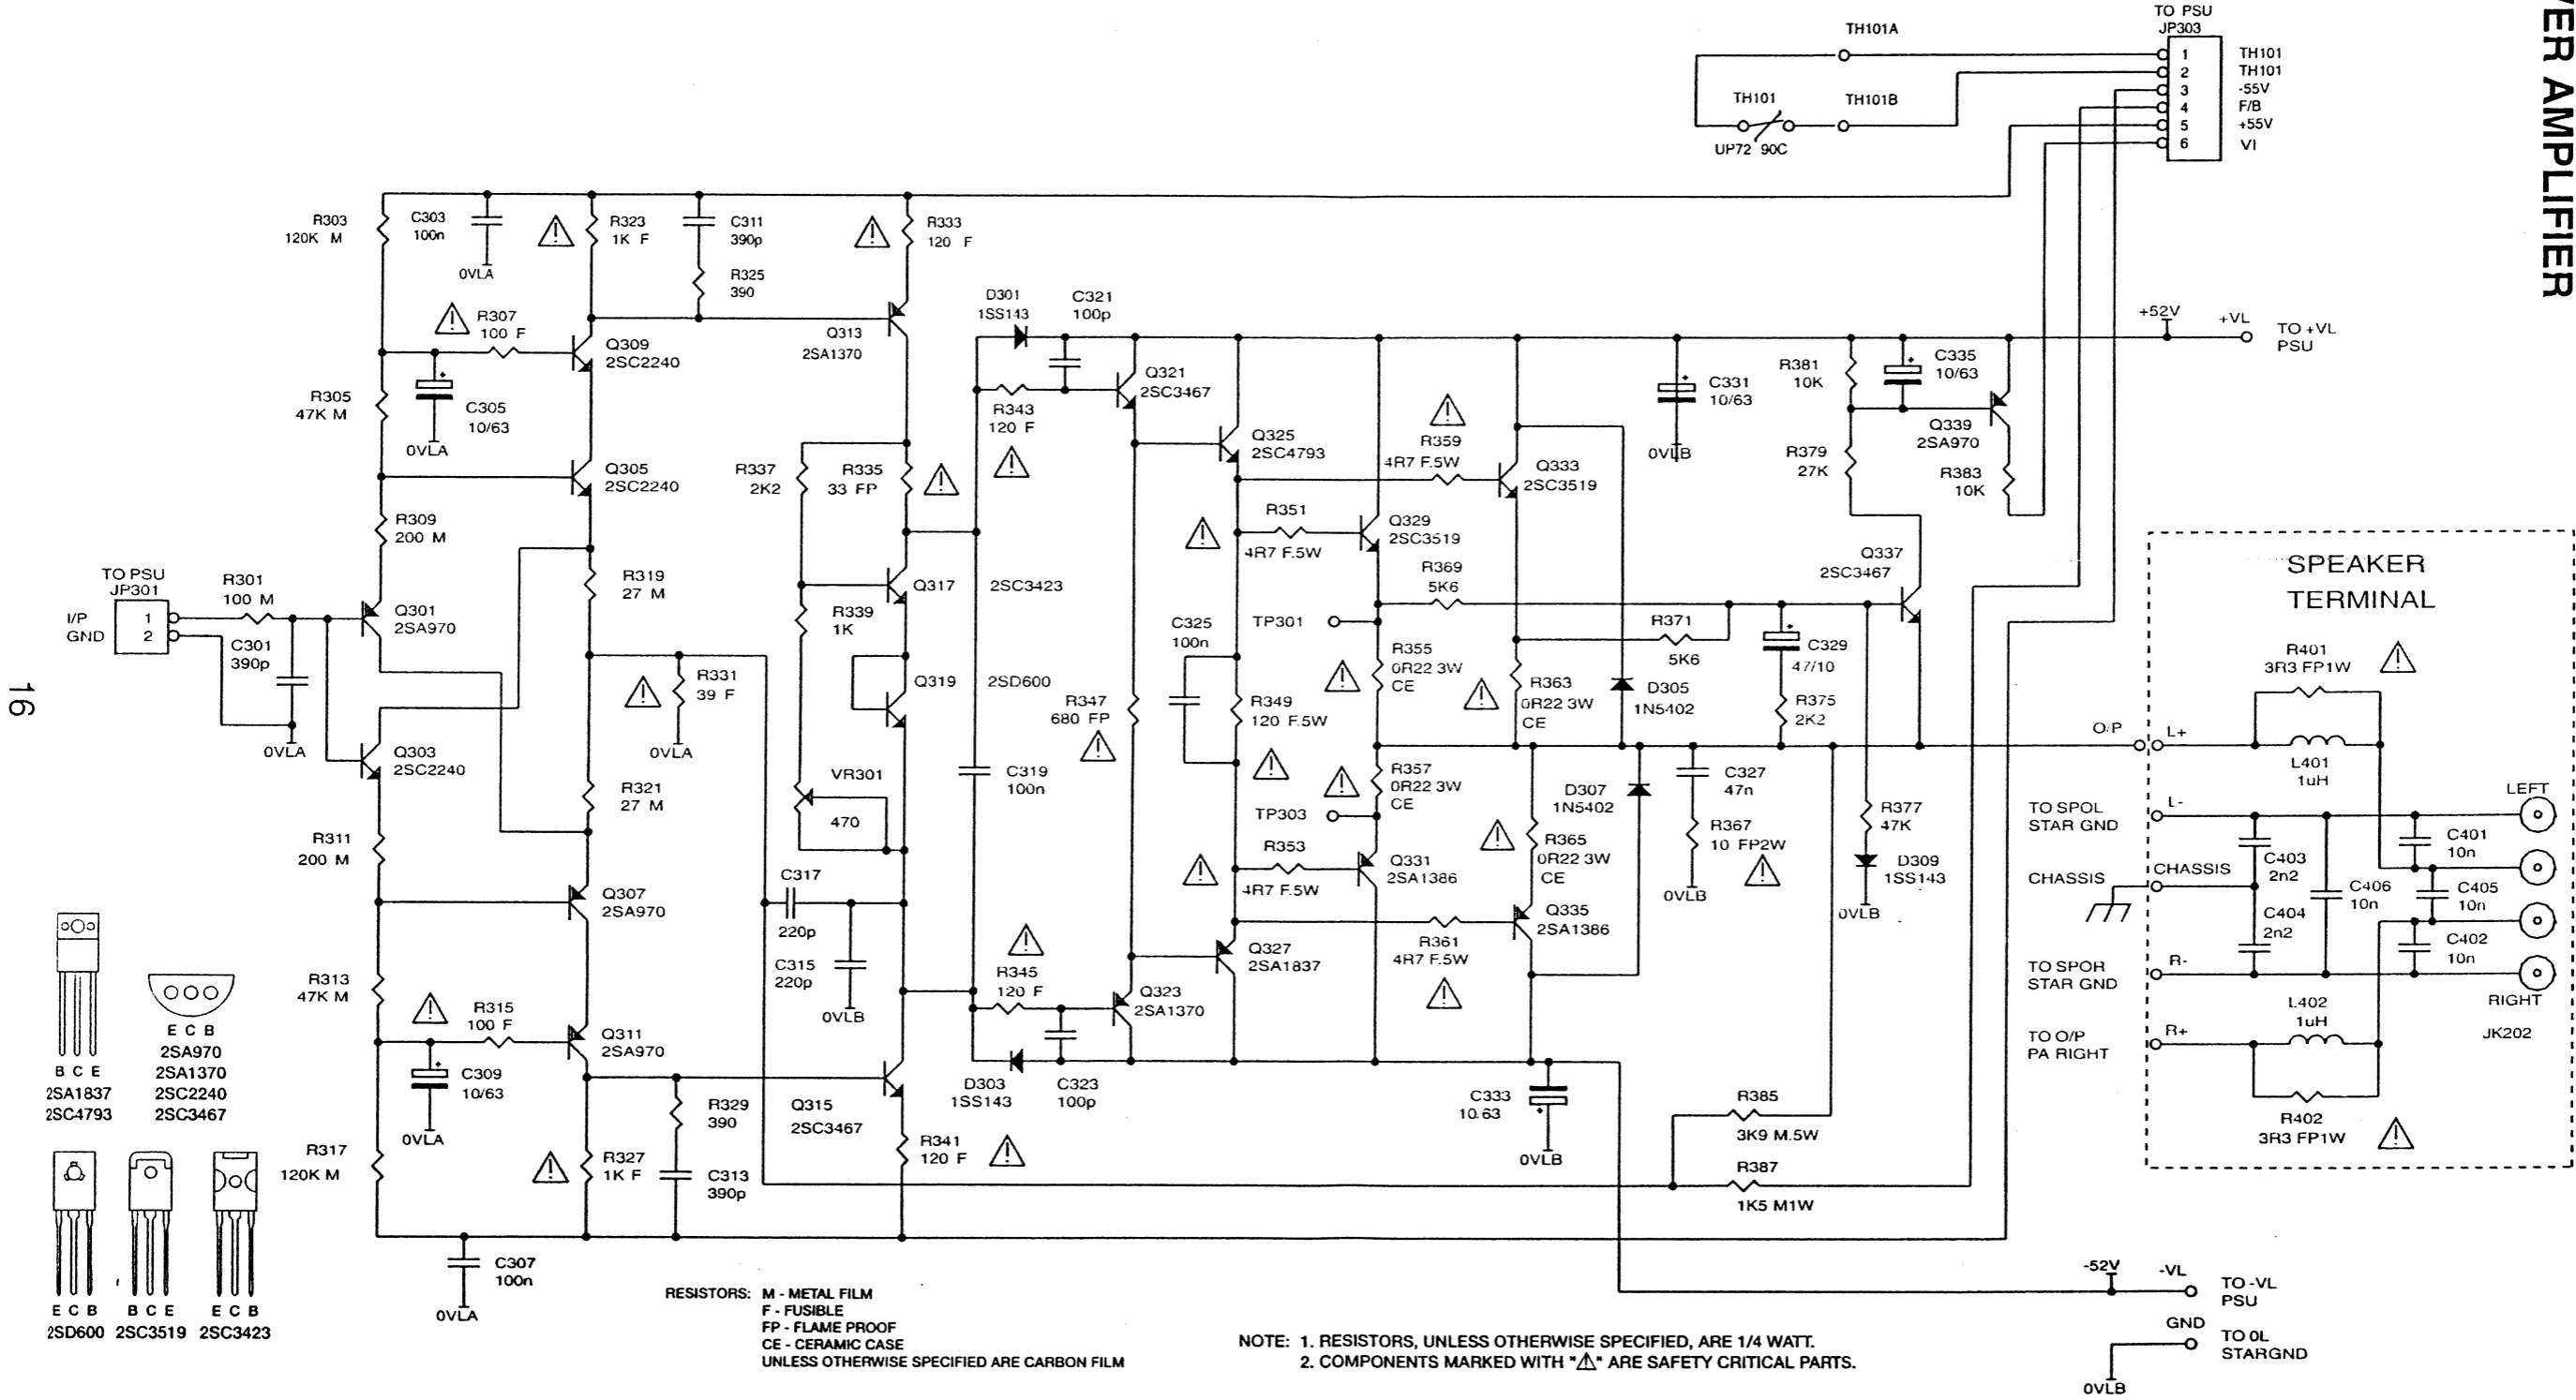 VER AMPLIFIER
16
TO PSU
JP303
1
2
3
4
5
6
TH101
TH101
-55V
F/B
+55V
VI
TH101A
TH101
TH101B
UP72 90C
R303
120K M
C303
100n
0VLA
R323
1K F
C311
390p
R325
390
R333
120 F
R307
100 F
Q309
2SC2240
Q313
2SA1370
R305
47K M
C305
10/63
0VLA
Q305
2SC2240
R309
200 M
TO PSU
JP301
I/P
GND
1
2
R301
100 M
C301
390p
0VLA
Q301
2SA970
Q303
2SC2240
R319
27 M
R331
39 F
0VLA
R321
27 M
R311
200 M
Q307
2SA970
R313
47K M
R315
100 F
Q311
2SA970
C309
10/63
0VLA
R317
120K M
R327
1K F
R329
390
C313
390p
C307
100n
0VLA
R337
2K2
R335
33 FP
Q317
2SC3423
R339
1K
Q319
2SD600
VR301
470
C317
220p
C315
220p
0VLB
Q315
2SC3467
R341
120 F
D301
1SS143
C321
100p
R343
120 F
Q321
2SC3467
C319
100n
R345
120 F
Q323
2SA1370
D303
1SS143
C323
100p
R347
680 FP
Q325
2SC4793
C325
100n
R349
120 F.5W
Q327
2SA1837
R351
4R7 F.5W
Q329
2SC3519
R353
4R7 F.5W
Q331
2SA1386
TP301
TP303
R355
0R22 3W
CE
R357
0R22 3W
CE
R359
4R7 F.5W
Q333
2SC3519
R369
5K6
R371
5K6
R363
0R22 3W
CE
D305
1N5402
R365
0R22 3W
CE
D307
1N5402
Q335
2SA1386
R361
4R7 F.5W
C333
10.63
0VLB
C331
10/63
0VLB
C327
47n
R367
10 FP2W
0VLB
C329
47/10
R375
2K2
R377
47K
D309
1SS143
0VLB
R381
10K
C335
10/63
R379
27K
Q339
2SA970
R383
10K
Q337
2SC3467
R385
3K9 M.5W
R387
1K5 M1W
+52V
+VL
TO +VL
PSU
SPEAKER
TERMINAL
R401
3R3 FP1W
O/P
L+
L401
1uH
TO SPOL
STAR GND
L-
LEFT
C401
10n
CHASSIS
CHASSIS
C403
2n2
C406
10n
C405
10n
C404
2n2
C402
10n
TO SPOR
STAR GND
R-
RIGHT
JK202
TO O/P
PA RIGHT
R+
L402
1uH
R402
3R3 FP1W
-52V
-VL
TO -VL
PSU
GND
TO 0L
STARGND
0VLB
B C E
2SA1837
2SC4793
E C B
2SA970
2SA1370
2SC2240
2SC3467
E C B
2SD600
B C E
2SC3519
E C B
2SC3423
RESISTORS: M - METAL FILM
F - FUSIBLE
FP - FLAME PROOF
CE - CERAMIC CASE
UNLESS OTHERWISE SPECIFIED ARE CARBON FILM
NOTE: 1. RESISTORS, UNLESS OTHERWISE SPECIFIED, ARE 1/4 WATT.
2. COMPONENTS MARKED WITH "⚠" ARE SAFETY CRITICAL PARTS.